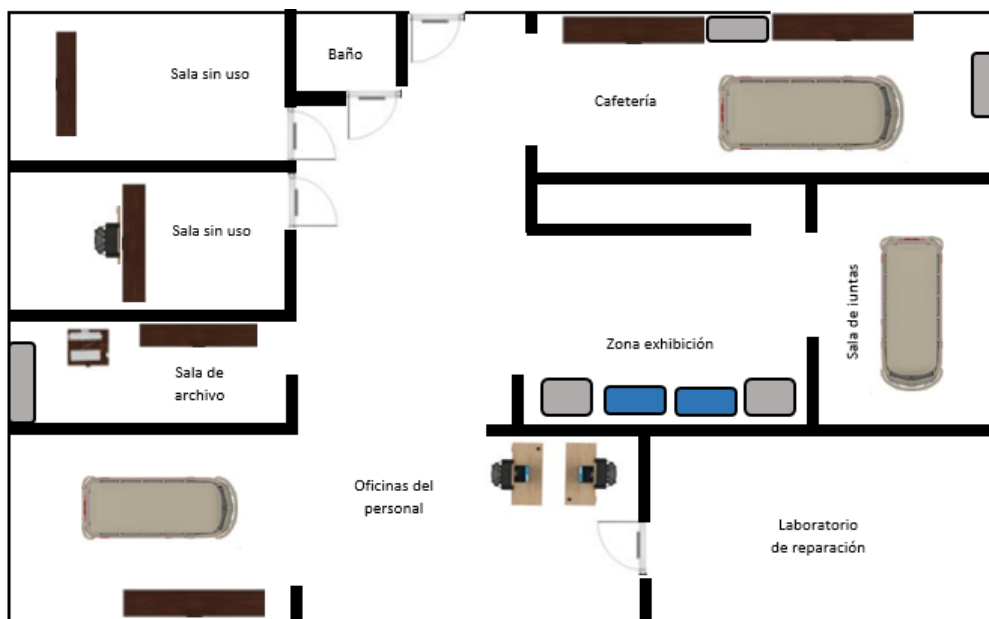 Baño
Sala sin uso
Cafetería
Sala sin uso
Sala de iuntas
Zona exhibición
Sala de
archivo
Oficinas del
personal
Laboratorio
de reparación